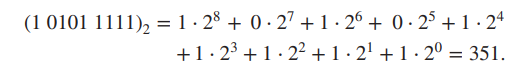 (1 0101 1111)₂ = 1 · 2⁸ + 0 · 2⁷ + 1 · 2⁶ + 0 · 2⁵ + 1 · 2⁴
+ 1 · 2³ + 1 · 2² + 1 · 2¹ + 1 · 2⁰ = 351.